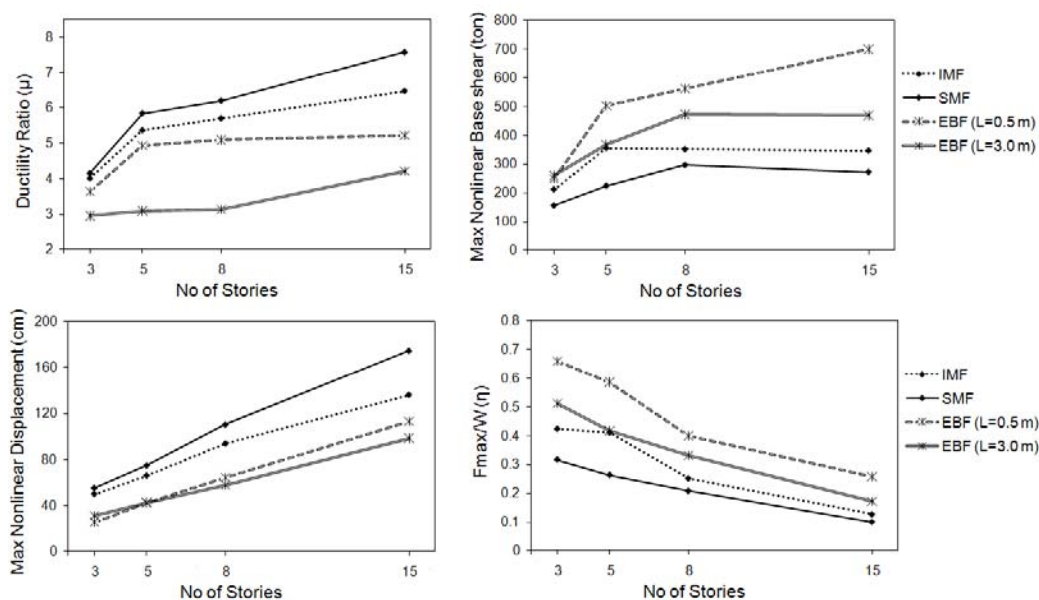 Ductility Ratio (μ)
8
7
6
5
4
3
2
3 5 8 15
No of Stories
Max Nonlinear Base shear (ton)
800
700
600
500
400
300
200
100
0
3 5 8 15
No of Stories
IMF
SMF
EBF (L=0.5 m)
EBF (L=3.0 m)
Max Nonlinear Displacement (cm)
200
160
120
80
40
0
3 5 8 15
No of Stories
Fmax/W (η)
0.8
0.7
0.6
0.5
0.4
0.3
0.2
0.1
0
3 5 8 15
No of Stories
IMF
SMF
EBF (L=0.5 m)
EBF (L=3.0 m)